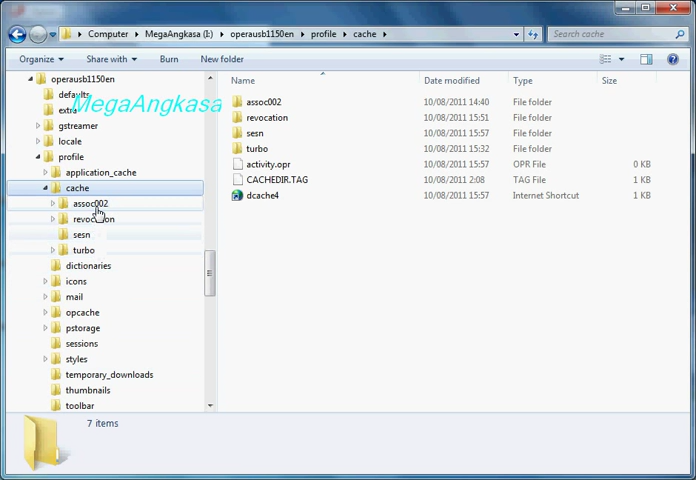 Computer MegaAngkasa (I:) operausb1150en profile cache
Search cache
Organize Share with Burn New folder
operausb1150en
defaults
extra
MegaAngkasa
gstreamer
locale
profile
application_cache
cache
assoc002
revocation
sesn
turbo
dictionaries
icons
mail
opcache
pstorage
sessions
styles
temporary_downloads
thumbnails
toolbar
Name Date modified Type Size
assoc002 10/08/2011 14:40 File folder
revocation 10/08/2011 15:51 File folder
sesn 10/08/2011 15:57 File folder
turbo 10/08/2011 15:32 File folder
activity.opr 10/08/2011 15:57 OPR File 0 KB
CACHEDIR.TAG 10/08/2011 2:08 TAG File 1 KB
dcache4 10/08/2011 15:57 Internet Shortcut 1 KB
7 items